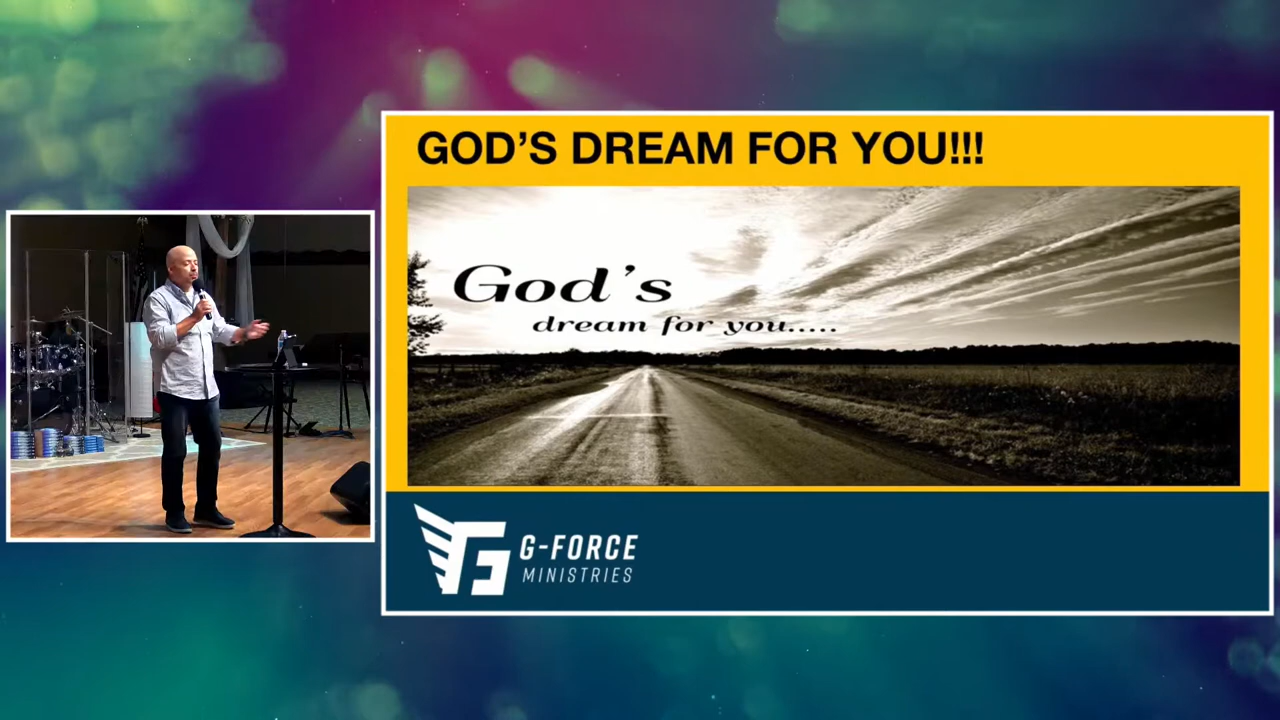 GOD’S DREAM FOR YOU!!!
God’s
dream for you.....
G-FORCE
MINISTRIES